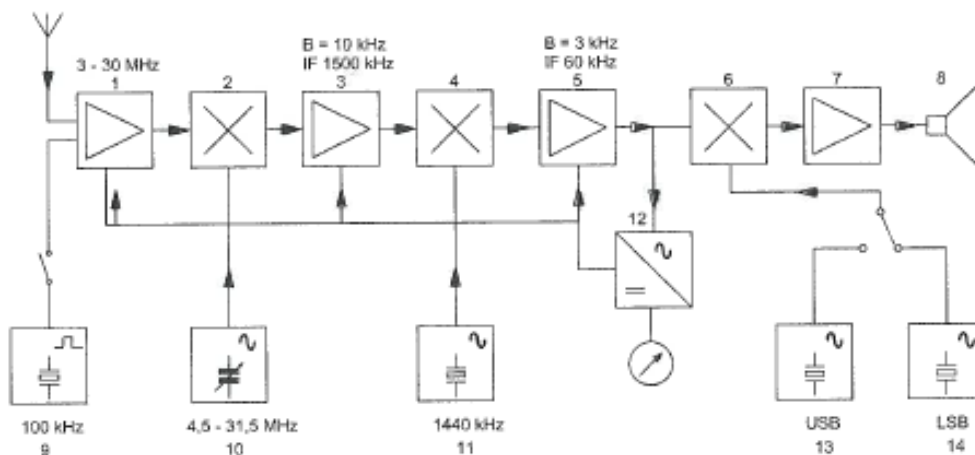 3 - 30 MHz
1
2
B = 10 kHz
IF 1500 kHz
3
4
B = 3 kHz
IF 60 kHz
5
6
7
8
12
100 kHz
9
4,5 - 31,5 MHz
10
1440 kHz
11
USB
13
LSB
14